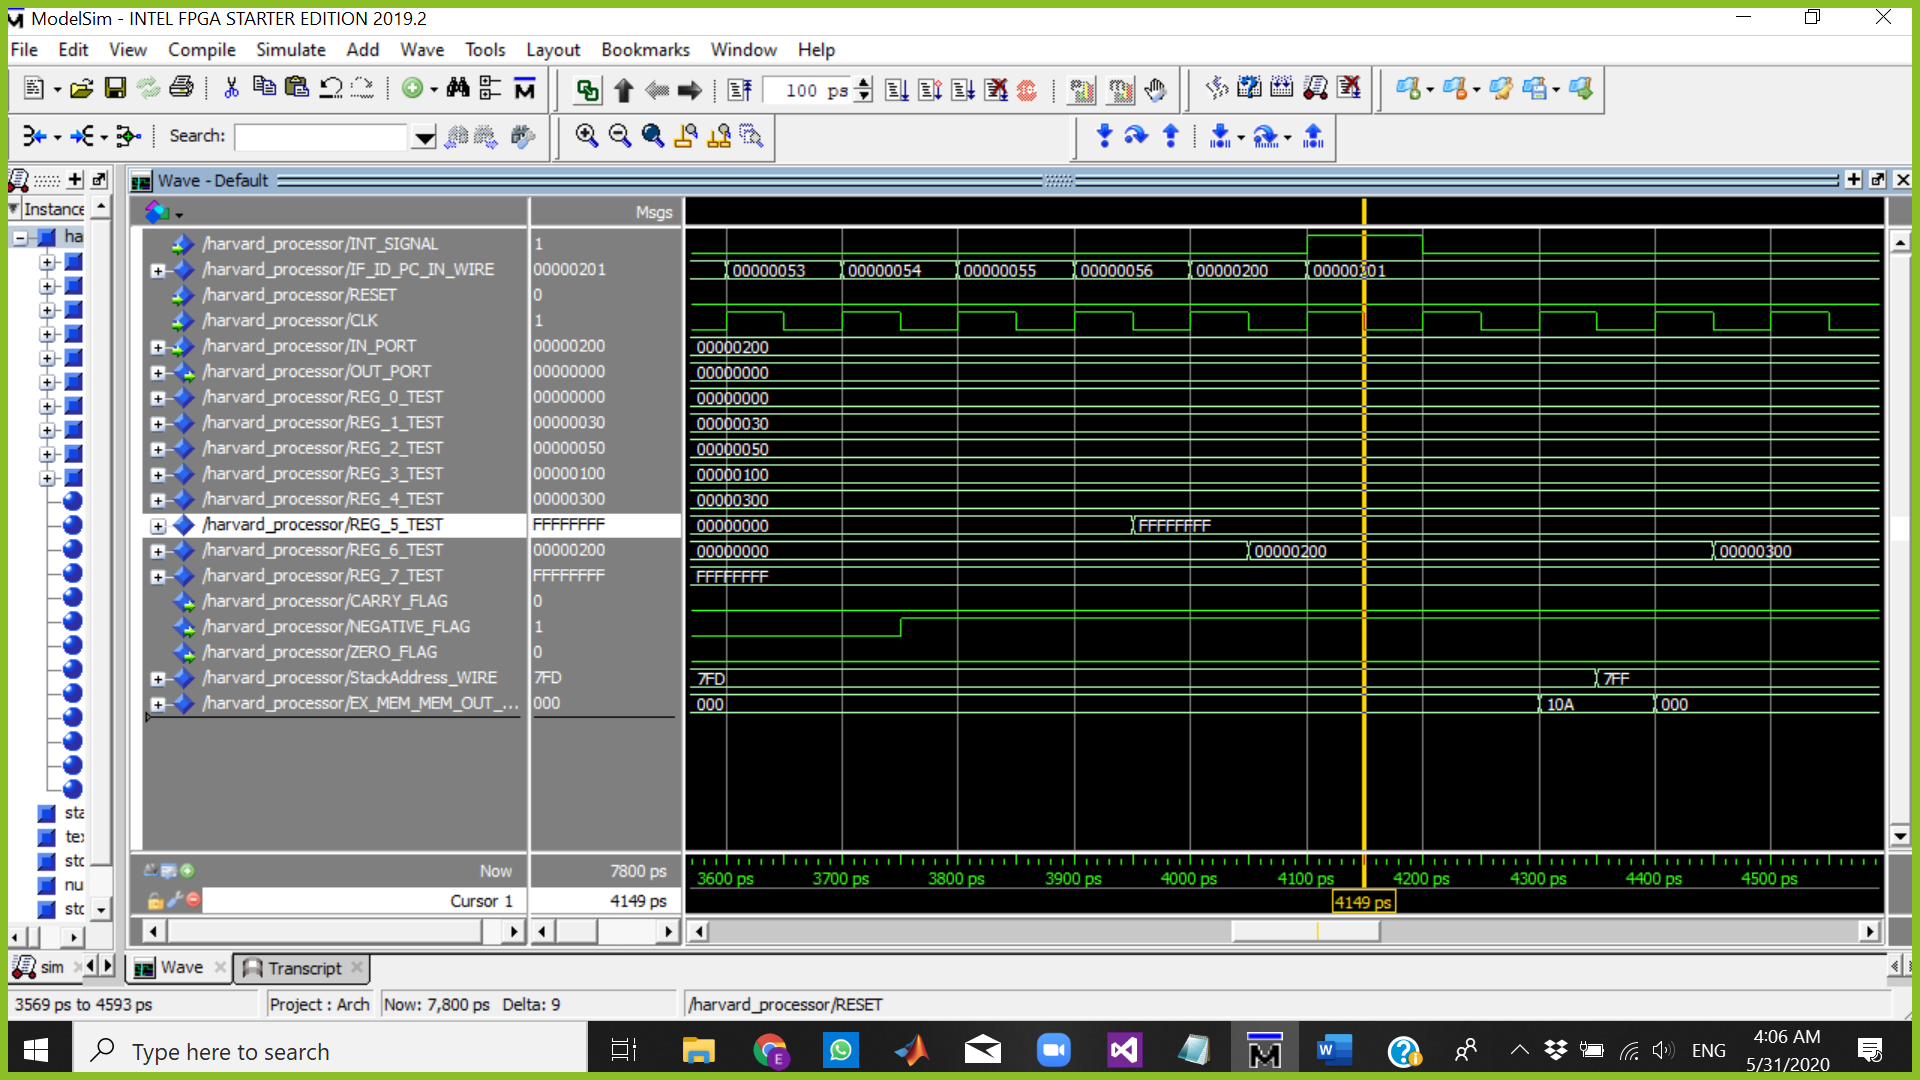 ModelSim - INTEL FPGA STARTER EDITION 2019.2
File Edit View Compile Simulate Add Wave Tools Layout Bookmarks Window Help
100 ps
Search:
Wave - Default
Instance
Msgs
ha
/harvard_processor/INT_SIGNAL 1
/harvard_processor/IF_ID_PC_IN_WIRE 00000201 00000053 00000054 00000055 00000056 00000200 00000301
/harvard_processor/RESET 0
/harvard_processor/CLK 1
/harvard_processor/IN_PORT 00000200 00000200
/harvard_processor/OUT_PORT 00000000 00000000
/harvard_processor/REG_0_TEST 00000000 00000000
/harvard_processor/REG_1_TEST 00000030 00000030
/harvard_processor/REG_2_TEST 00000050 00000050
/harvard_processor/REG_3_TEST 00000100 00000100
/harvard_processor/REG_4_TEST 00000300 00000300
/harvard_processor/REG_5_TEST FFFFFFFF 00000000 FFFFFFFF
/harvard_processor/REG_6_TEST 00000200 00000000 00000200 00000300
/harvard_processor/REG_7_TEST FFFFFFFF FFFFFFFF
/harvard_processor/CARRY_FLAG 0
/harvard_processor/NEGATIVE_FLAG 1
/harvard_processor/ZERO_FLAG 0
/harvard_processor/StackAddress_WIRE 7FD 7FD 7FF
/harvard_processor/EX_MEM_MEM_OUT_... 000 000 10A 000
sta
tex
std
nu
std
Now 7800 ps 3600 ps 3700 ps 3800 ps 3900 ps 4000 ps 4100 ps 4200 ps 4300 ps 4400 ps 4500 ps
Cursor 1 4149 ps 4149 ps
sim Wave Transcript
3569 ps to 4593 ps Project : Arch Now: 7,800 ps Delta: 9 /harvard_processor/RESET
Type here to search
E
W
ENG
4:06 AM
5/31/2020